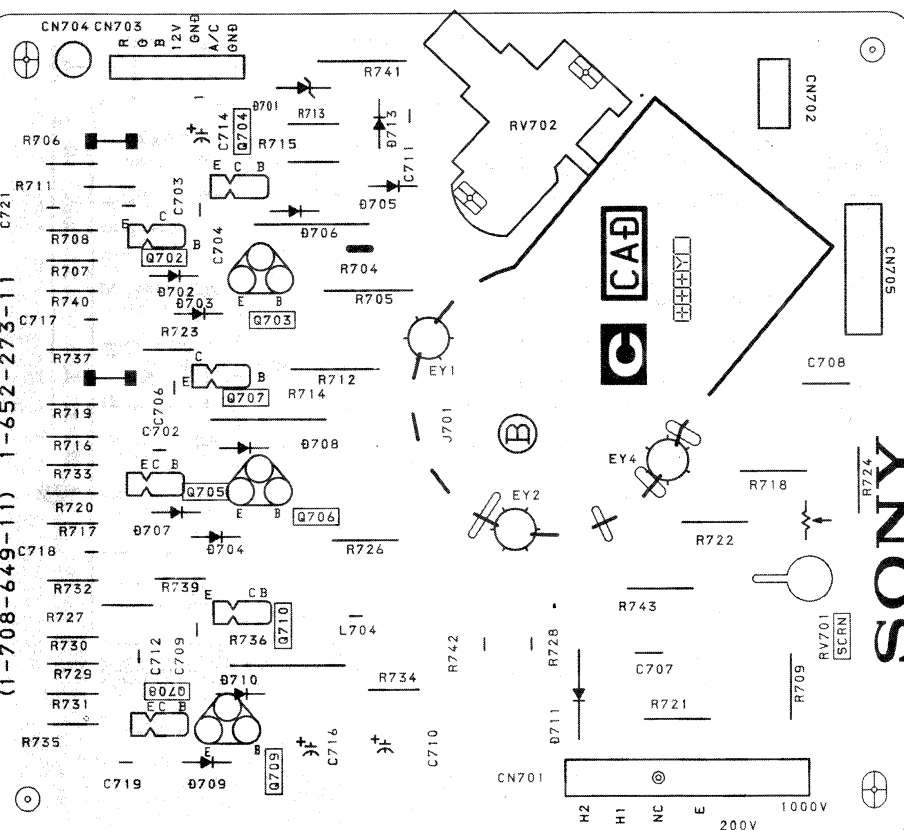 CN704 CN703
R
G
B
12V
GND
A/C
GND
R741
D701
R713
C714
Q704
R715
D713
C711
RV702
CN702
R706
R711
C721
C703
E C B
D705
E C B
R708
Q702
C704
D706
R704
R707
D702
R740
D703
E B
R705
Q703
C717
R723
CAD
C
Y
CN705
R737
C
E B
Q707
R712
R714
EY1
C708
R719
C706
C702
J701
B
R716
D708
E C B
R733
Q705
EY4
R718
R724
R720
E B
Q706
EY2
R717
D707
D704
R726
R722
C718
R732
R739
E C B
R743
R727
R736
Q710
L704
R742
R728
RV701
SCRN
R730
C712
C709
C707
R729
Q708
D710
R734
R709
R731
E C B
R721
D711
R735
E B
C716
C710
C719
D709
Q709
CN701
H2
H1
NC
E
200V
1000V
(1-708-649-11) 1-652-273-11
SONY